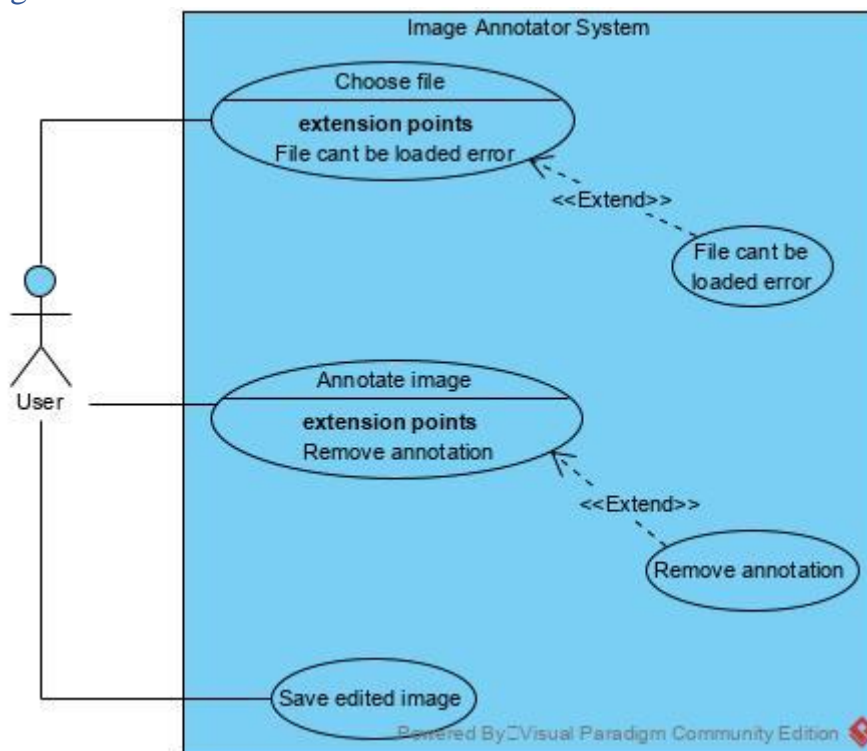 Image Annotator System
Choose file
extension points
File cant be loaded error
<<Extend>>
File cant be
loaded error
User
Annotate image
extension points
Remove annotation
<<Extend>>
Remove annotation
Save edited image
Powered By Visual Paradigm Community Edition